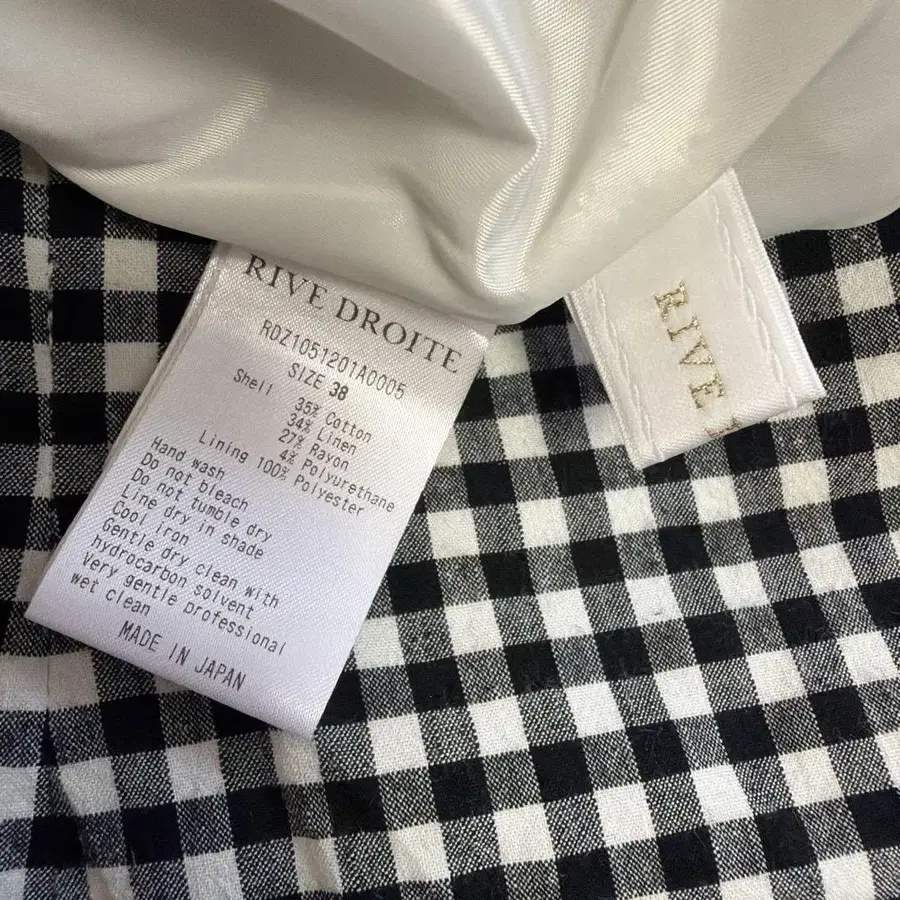 RIVE DROITE
RDZ1051201A0005
SIZE 38
Shell 35% Cotton
34% Linen
27% Rayon
4% Polyurethane
Lining 100% Polyester
Hand wash
Do not bleach
Do not tumble dry
Line dry in shade
Cool iron
Gentle dry clean with
hydrocarbon solvent
Very gentle professional
wet clean
MADE IN JAPAN
RIVE